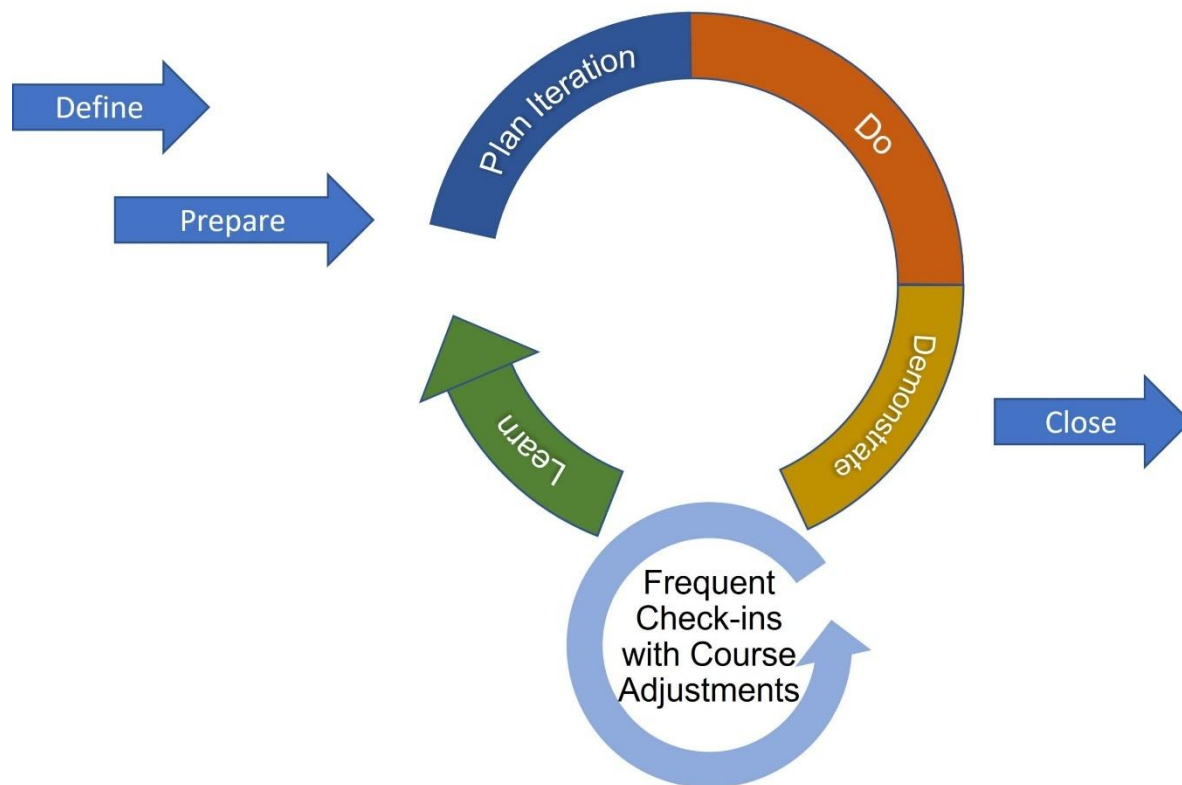 Define
Prepare
Plan Iteration
Do
Demonstrate
Learn
Close
Frequent
Check-ins
with Course
Adjustments